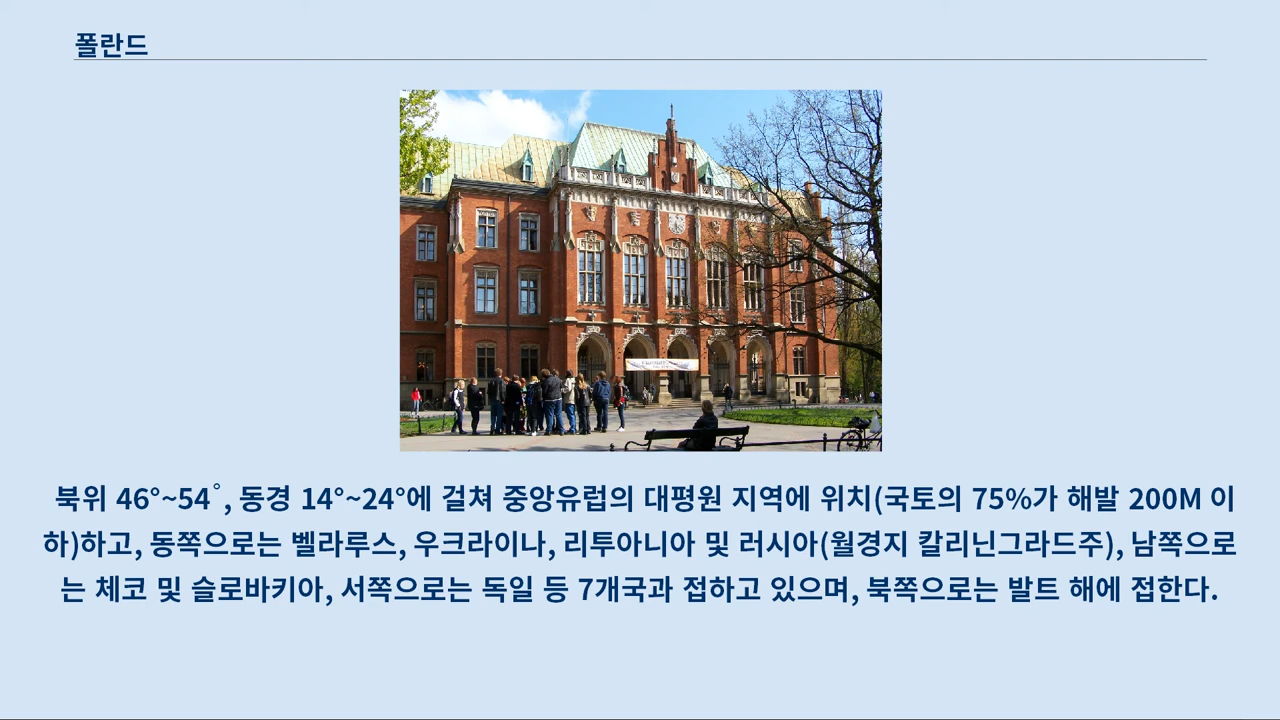 폴란드
북위 46°~54˚, 동경 14°~24°에 걸쳐 중앙유럽의 대평원 지역에 위치(국토의 75%가 해발 200M 이
하)하고, 동쪽으로는 벨라루스, 우크라이나, 리투아니아 및 러시아(월경지 칼리닌그라드주), 남쪽으로
는 체코 및 슬로바키아, 서쪽으로는 독일 등 7개국과 접하고 있으며, 북쪽으로는 발트 해에 접한다.